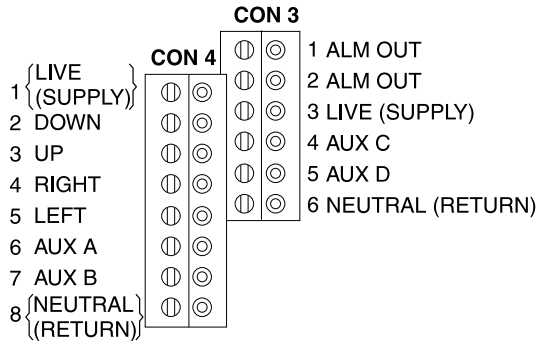 CON 3
1 ALM OUT
2 ALM OUT
3 LIVE (SUPPLY)
4 AUX C
5 AUX D
6 NEUTRAL (RETURN)
CON 4
1 {LIVE
(SUPPLY)}
2 DOWN
3 UP
4 RIGHT
5 LEFT
6 AUX A
7 AUX B
8 {NEUTRAL
(RETURN)}